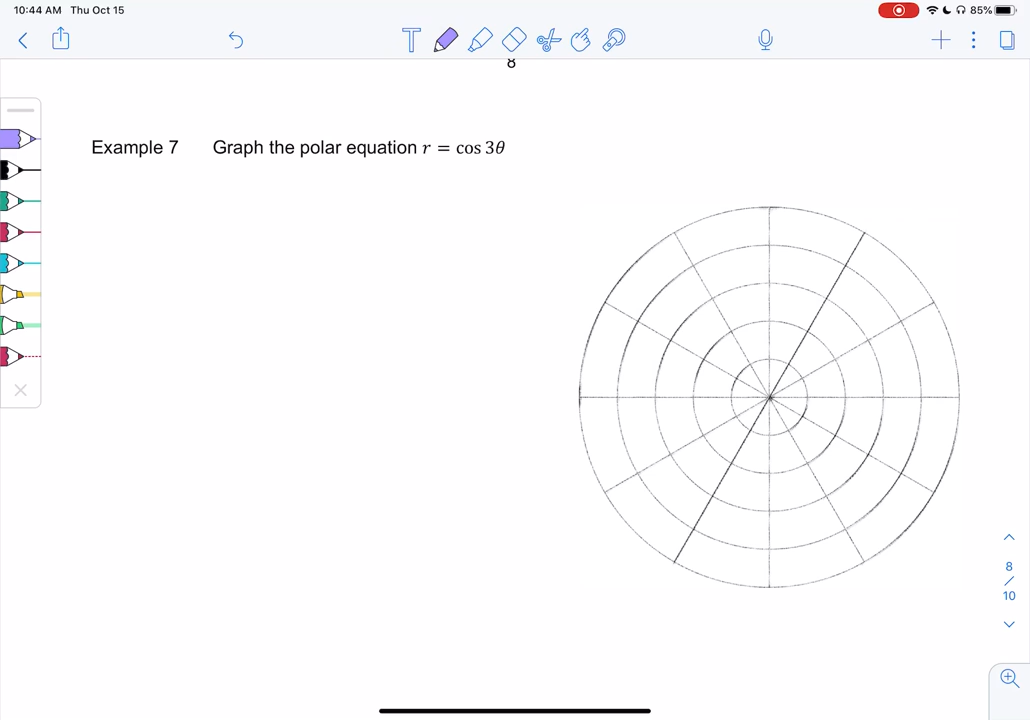 10:44 AM Thu Oct 15
85%
T
8
Example 7 Graph the polar equation r = cos 3θ
8
/
10